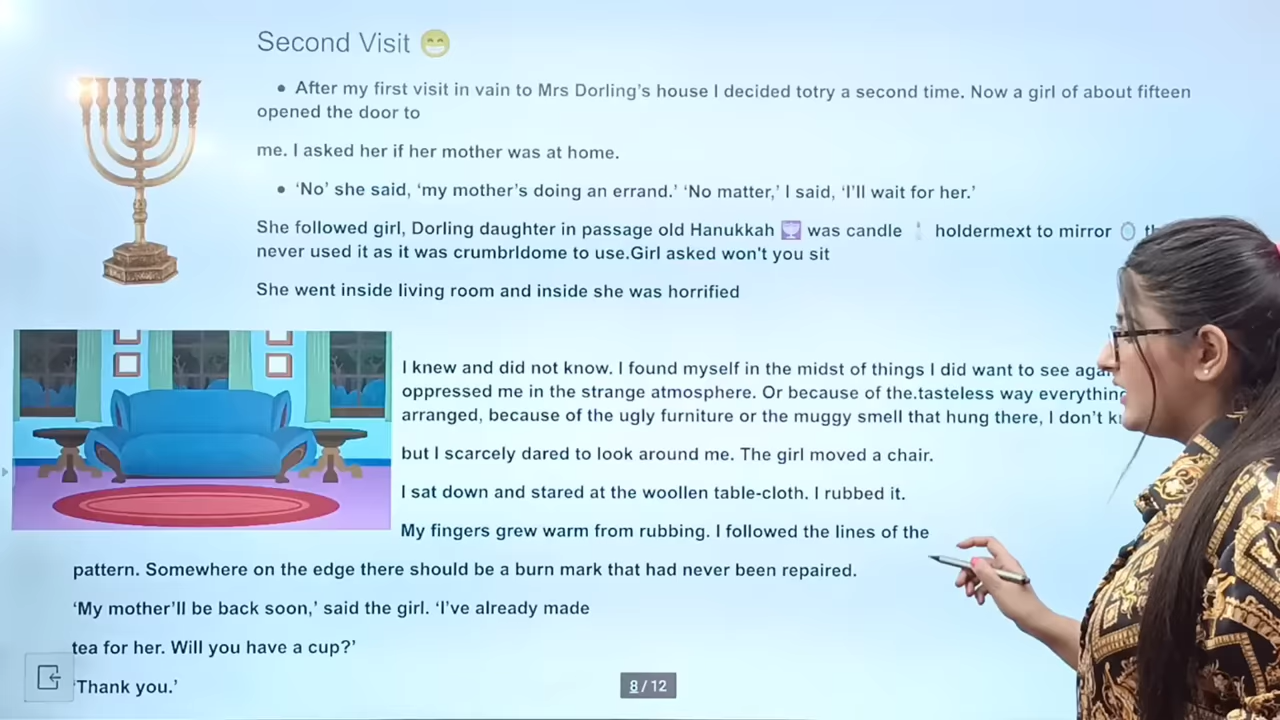 Second Visit 😁
• After my first visit in vain to Mrs Dorling’s house I decided totry a second time. Now a girl of about fifteen
opened the door to
me. I asked her if her mother was at home.
• ‘No’ she said, ‘my mother’s doing an errand.’ ‘No matter,’ I said, ‘I’ll wait for her.’
She followed girl, Dorling daughter in passage old Hanukkah 🕎 was candle 🕯 holdermext to mirror 🪞
never used it as it was crumbrldome to use.Girl asked won't you sit
She went inside living room and inside she was horrified
I knew and did not know. I found myself in the midst of things I did want to see
oppressed me in the strange atmosphere. Or because of the.tasteless way
arranged, because of the ugly furniture or the muggy smell that hung there, I don’t
but I scarcely dared to look around me. The girl moved a chair.
I sat down and stared at the woollen table-cloth. I rubbed it.
My fingers grew warm from rubbing. I followed the lines of the
pattern. Somewhere on the edge there should be a burn mark that had never been repaired.
‘My mother’ll be back soon,’ said the girl. ‘I’ve already made
tea for her. Will you have a cup?’
‘Thank you.’
8/12